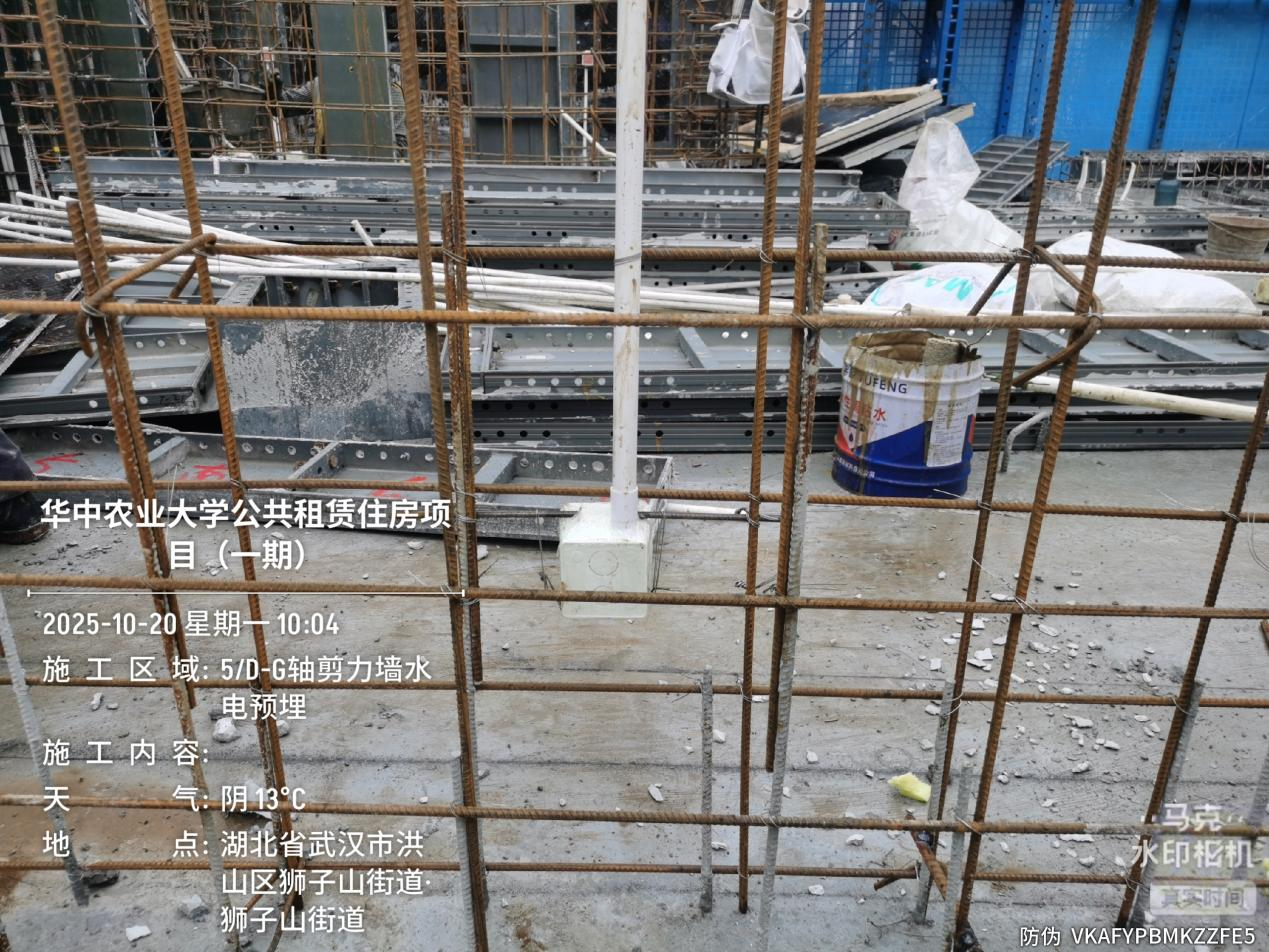 UFENG
水
华中农业大学公共租赁住房项
目（一期）
2025-10-20 星期一 10:04
施工区域: 5/D-G轴剪力墙水
电预埋
施工内容:
天气: 阴 13°C
地点: 湖北省武汉市洪
山区狮子山街道·
狮子山街道
马克
水印相机
真实时间
防伪 VKAFYPBMKZZFE5